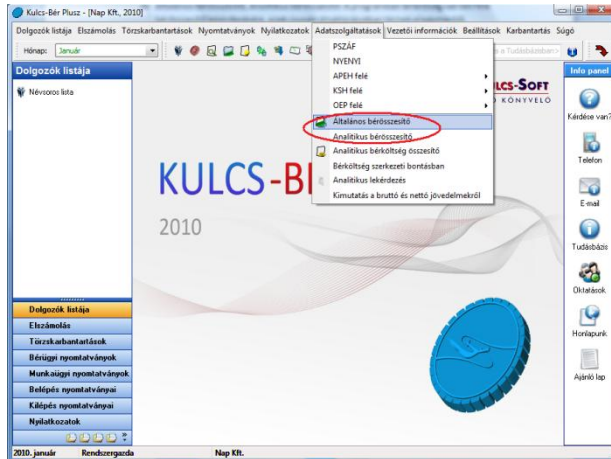 Kulcs-Bér Plusz - [Nap Kft., 2010]
Dolgozók listája Elszámolás Törzskarbantartások Nyomtatványok Nyilatkozatok Adatszolgáltatások Vezetői információk Beállítások Karbantartás Súgó
Hónap: Január
a Tudásbázisban>
Dolgozók listája
Névsoros lista
PSZÁF
NYENYI
APEH felé
KSH felé
OEP felé
Általános bérösszesítő
Analitikus bérösszesítő
Analitikus bérköltség összesítő
Bérköltség szerkezeti bontásban
Analitikus lekérdezés
Kimutatás a bruttó és nettó jövedelmekről
LCS-SOFT
KÖNYVELŐ
KULCS-B
2010
Info panel
Kérdése van?
Telefon
E-mail
Tudásbázis
Oktatások
Honlapunk
Ajánló lap
Dolgozók listája
Elszámolás
Törzskarbantartások
Bérügyi nyomtatványok
Munkaügyi nyomtatványok
Belépés nyomtatványai
Kilépés nyomtatványai
Nyilatkozatok
2010. január Rendszergazda Nap Kft.